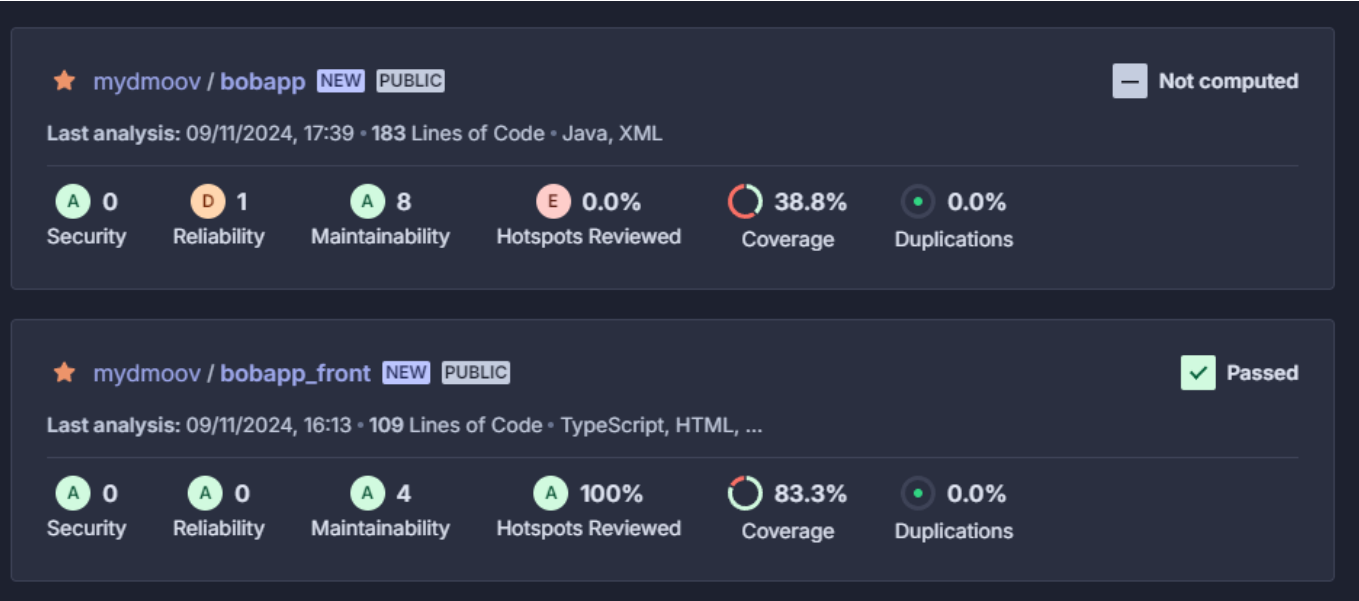 mydmoov / bobapp NEW PUBLIC Not computed
Last analysis: 09/11/2024, 17:39 • 183 Lines of Code • Java, XML
A 0 D 1 A 8 E 0.0% 38.8% 0.0%
Security Reliability Maintainability Hotspots Reviewed Coverage Duplications
mydmoov / bobapp_front NEW PUBLIC Passed
Last analysis: 09/11/2024, 16:13 • 109 Lines of Code • TypeScript, HTML, ...
A 0 A 0 A 4 A 100% 83.3% 0.0%
Security Reliability Maintainability Hotspots Reviewed Coverage Duplications